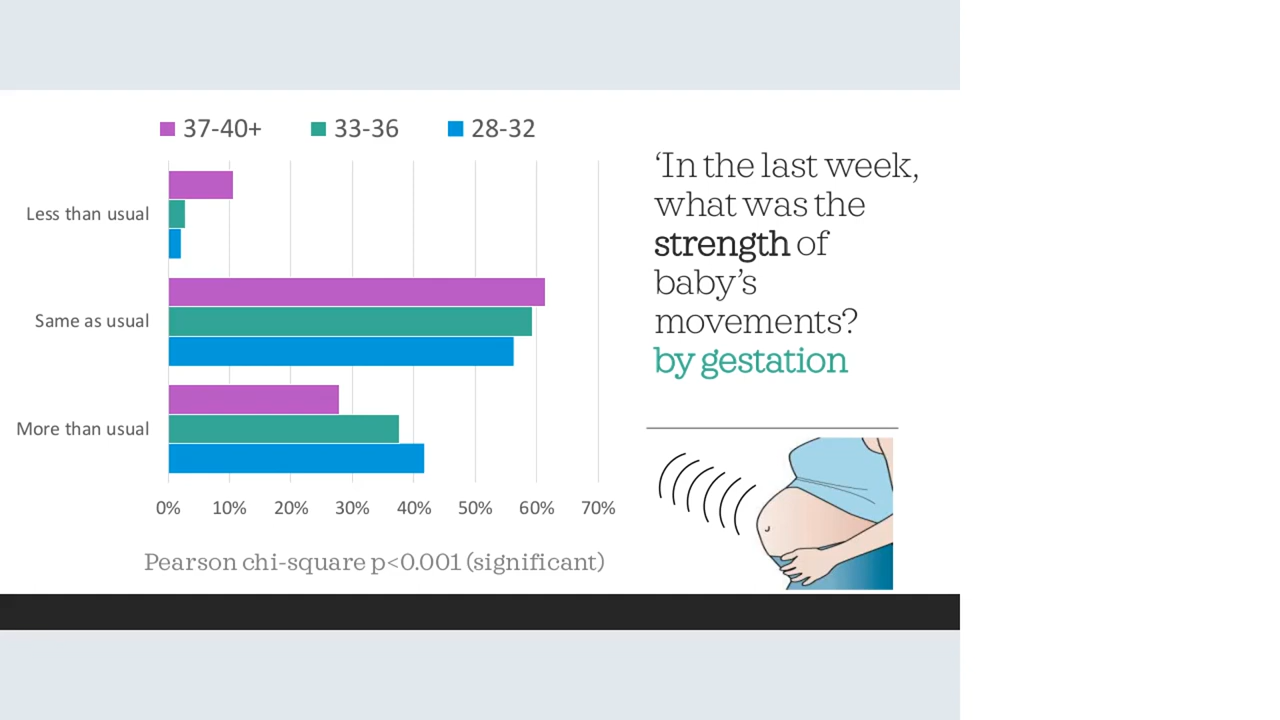 37-40+ 33-36 28-32
Less than usual
Same as usual
More than usual
0% 10% 20% 30% 40% 50% 60% 70%
Pearson chi-square p<0.001 (significant)
‘In the last week,
what was the
strength of
baby’s
movements?
by gestation